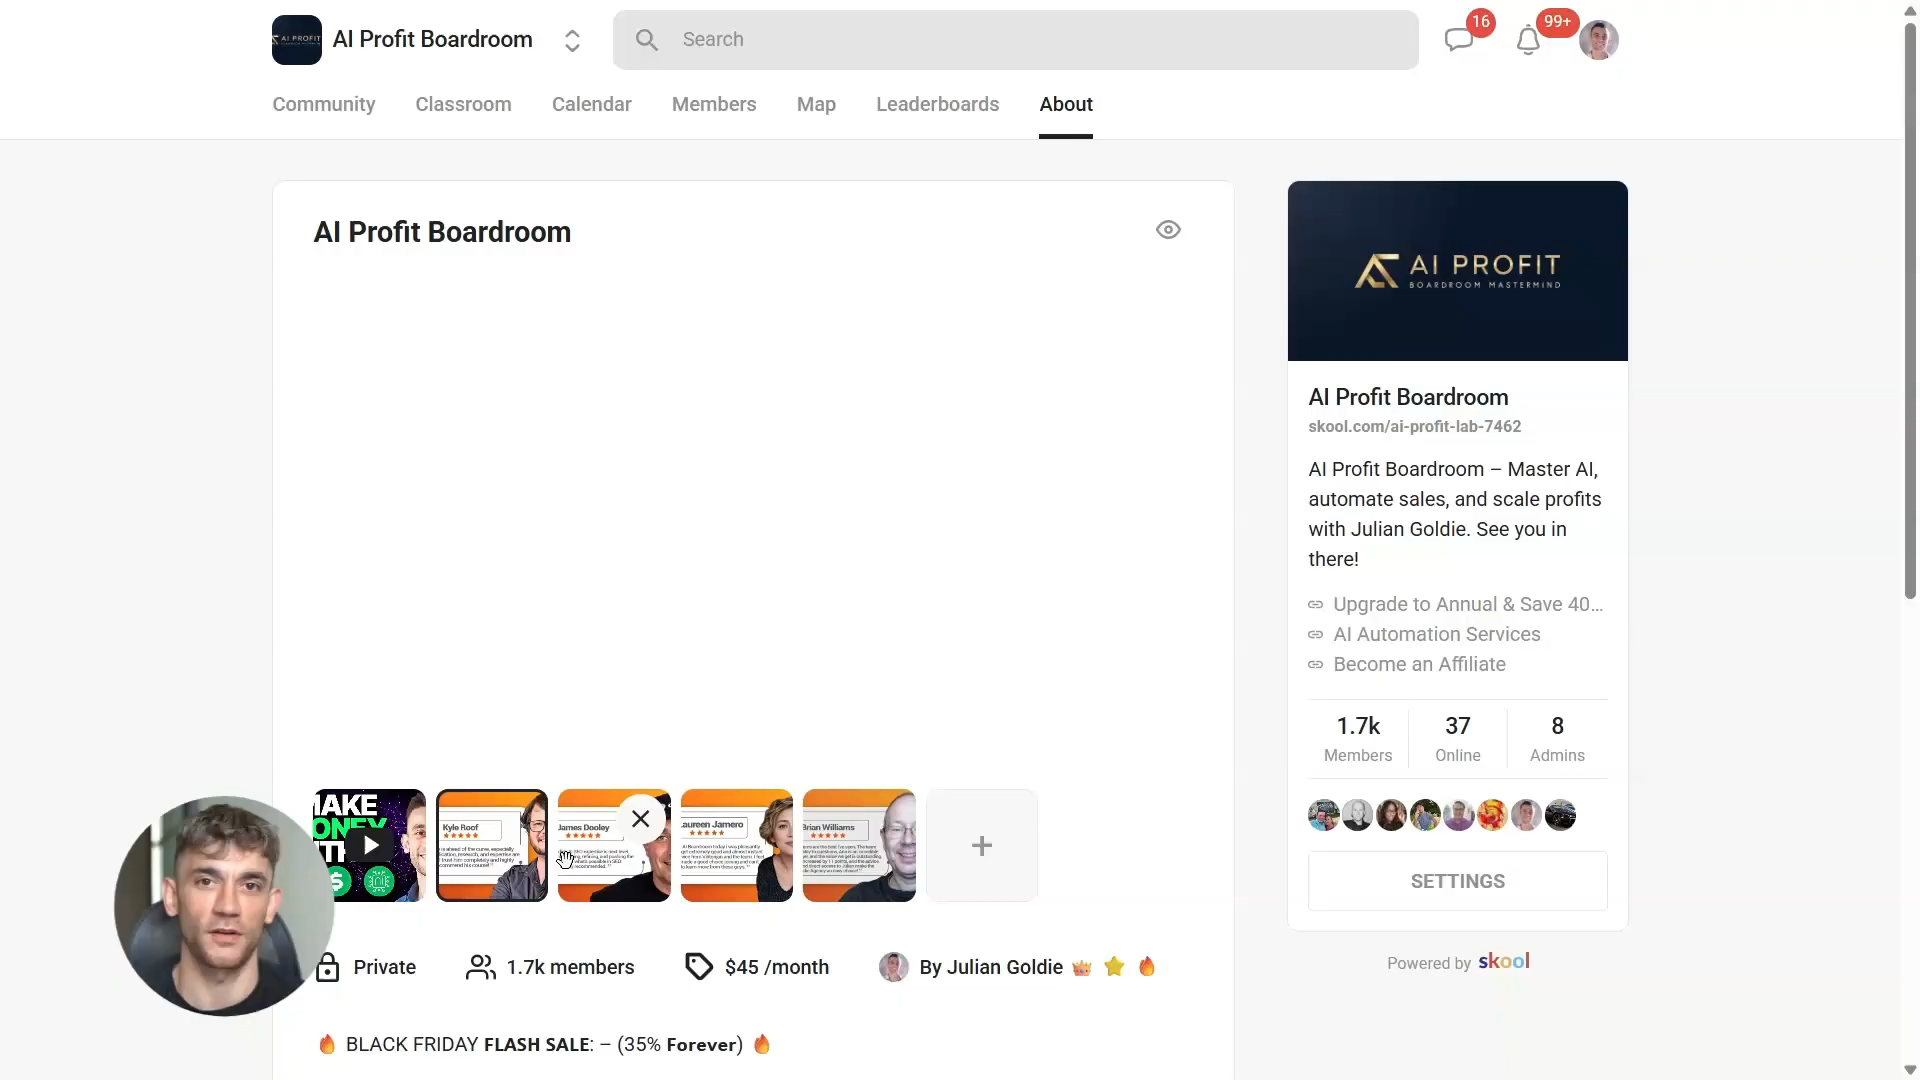 AI PROFIT
AI Profit Boardroom
Search
16
99+
Community
Classroom
Calendar
Members
Map
Leaderboards
About
AI Profit Boardroom
AI PROFIT
BOARDROOM MASTERMIND
AI Profit Boardroom
skool.com/ai-profit-lab-7462
AI Profit Boardroom – Master AI,
automate sales, and scale profits
with Julian Goldie. See you in
there!
Upgrade to Annual & Save 40...
AI Automation Services
Become an Affiliate
1.7k
Members
37
Online
8
Admins
SETTINGS
Powered by skool
Kyle Roof
James Dooley
Laureen Jamero
Brian Williams
Private
1.7k members
$45 /month
By Julian Goldie 👑 ⭐ 🔥
🔥 BLACK FRIDAY FLASH SALE: – (35% Forever) 🔥